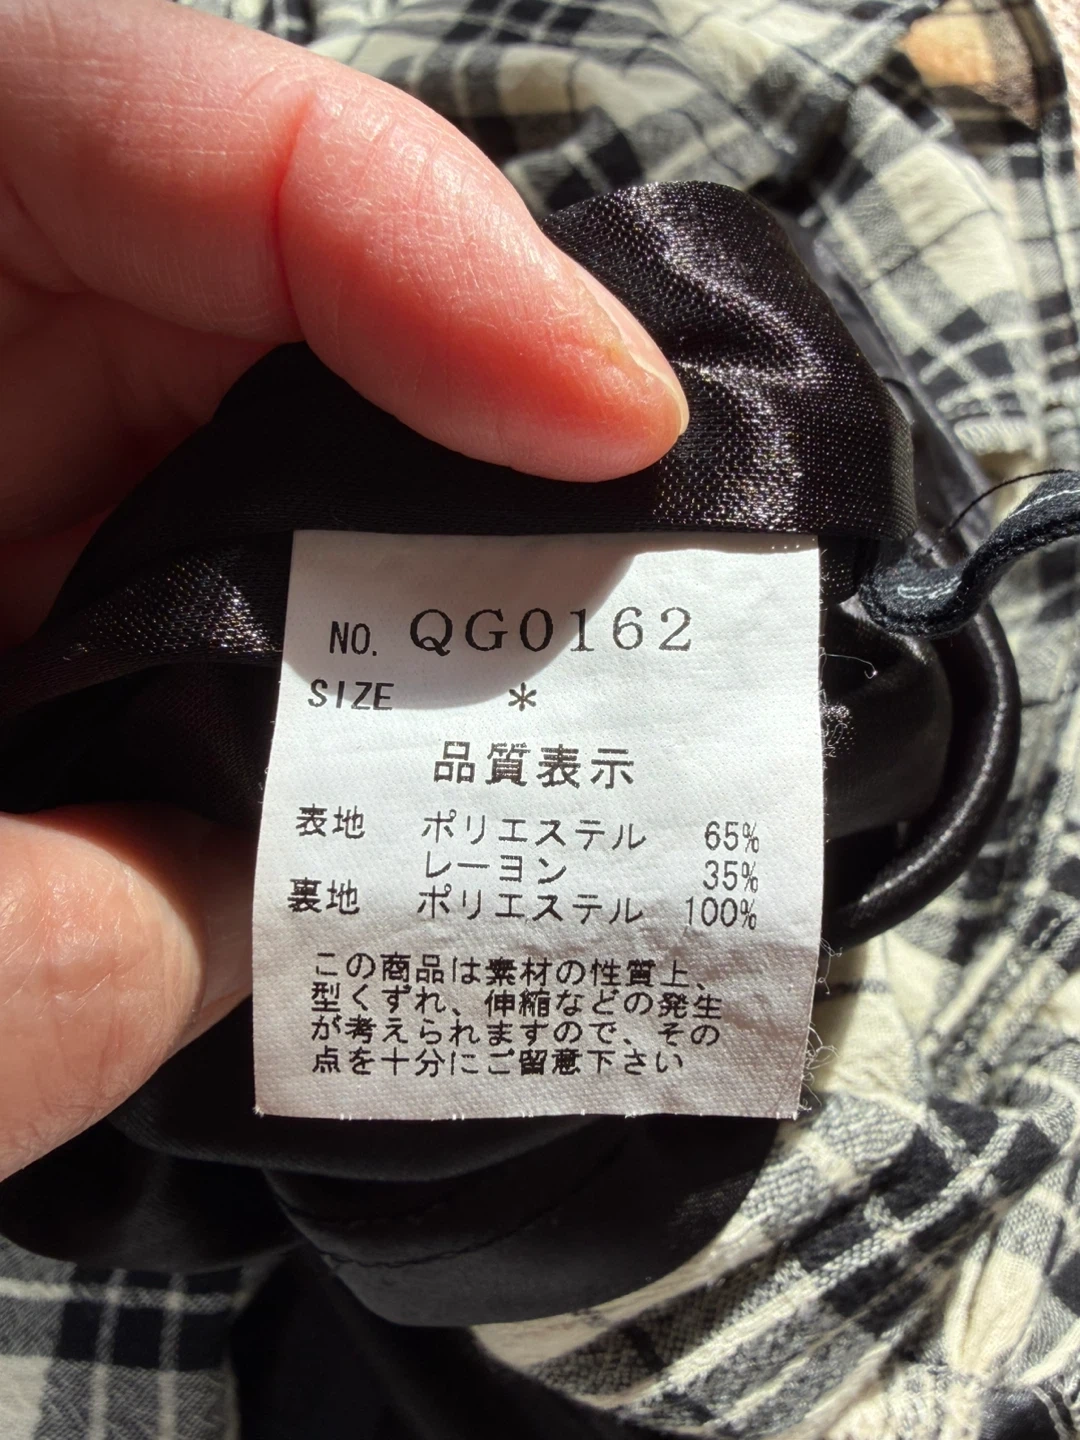 NO. QG0162
SIZE *
品質表示
表地 ポリエステル 65%
レーヨン 35%
裏地 ポリエステル 100%
この商品は素材の性質上、
型くずれ、伸縮などの発生
が考えられますので、その
点を十分にご留意下さい